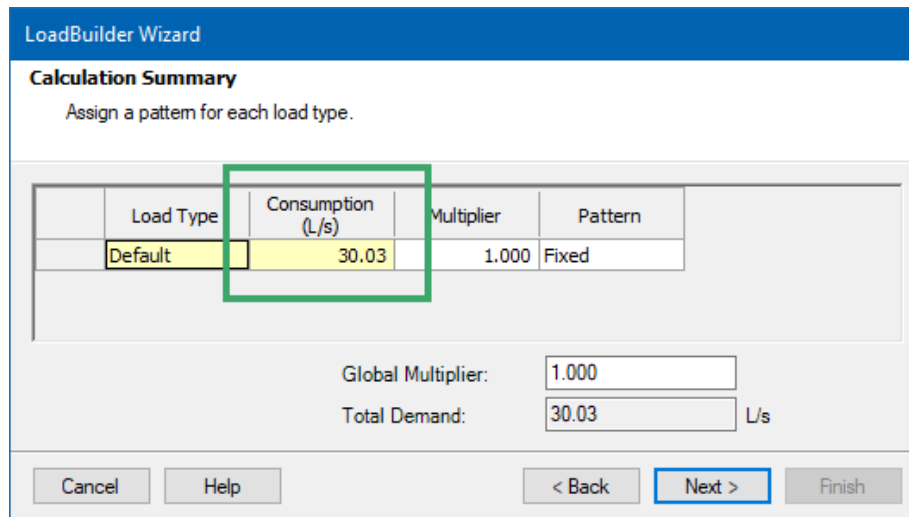 LoadBuilder Wizard
Calculation Summary
Assign a pattern for each load type.
Load Type Consumption (L/s) Multiplier Pattern
Default 30.03 1.000 Fixed
Global Multiplier: 1.000
Total Demand: 30.03 L/s
Cancel Help < Back Next > Finish